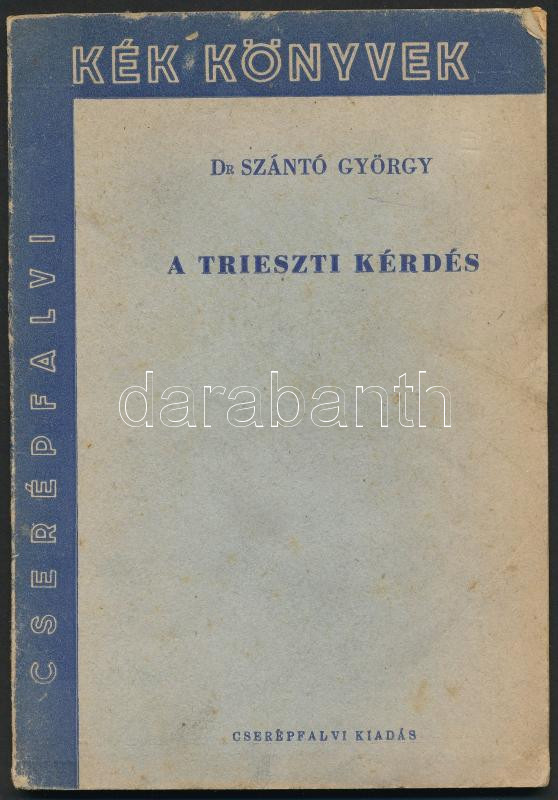 KÉK KÖNYVEK
CSERÉPFALVI
DR SZÁNTÓ GYÖRGY
A TRIESZTI KÉRDÉS
darabanth
CSERÉPFALVI KIADÁS